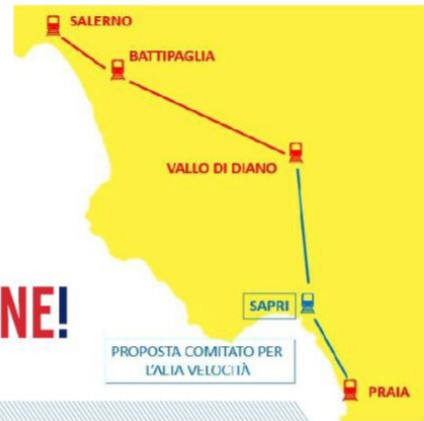 SALERNO
BATTIPAGLIA
VALLO DI DIANO
SAPRI
NE!
PROPOSTA COMITATO PER
L'ALTA VELOCITÀ
PRAIA